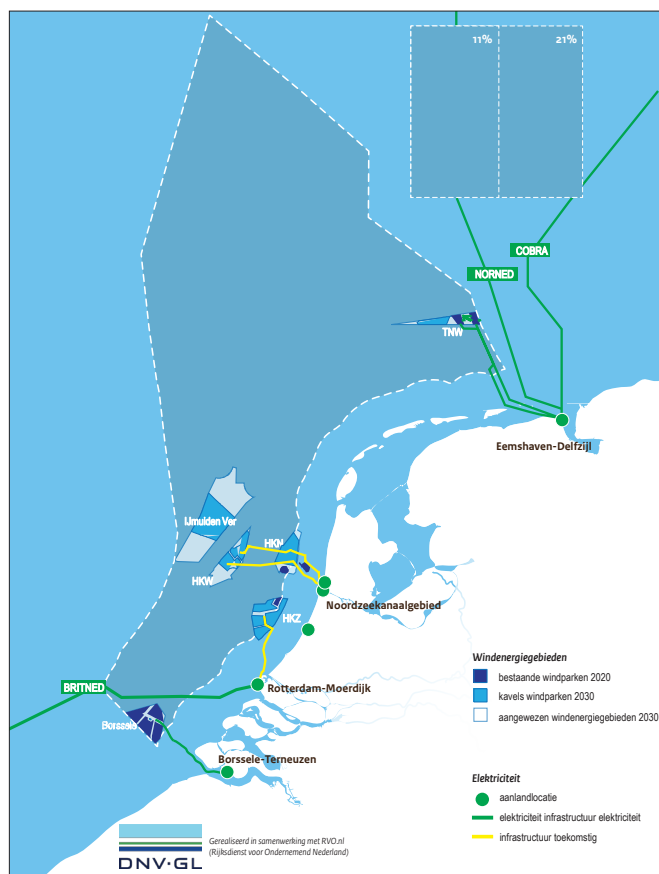 11%
21%
COBRA
NORNED
TNW
Eemshaven-Delfzijl
IJmuiden Ver
HKN
HKW
Noordzeekanaalgebied
HKZ
BRITNED
Rotterdam-Moerdijk
Borssele
Borssele-Terneuzen
Windenergiegebieden
bestaande windparken 2020
kavels windparken 2030
aangewezen windenergiegebieden 2030
Elektriciteit
aanlandlocatie
elektriciteit infrastructuur elektriciteit
infrastructuur toekomstig
DNV·GL
Gerealiseerd in samenwerking met RVO.nl
(Rijksdienst voor Ondernemend Nederland)